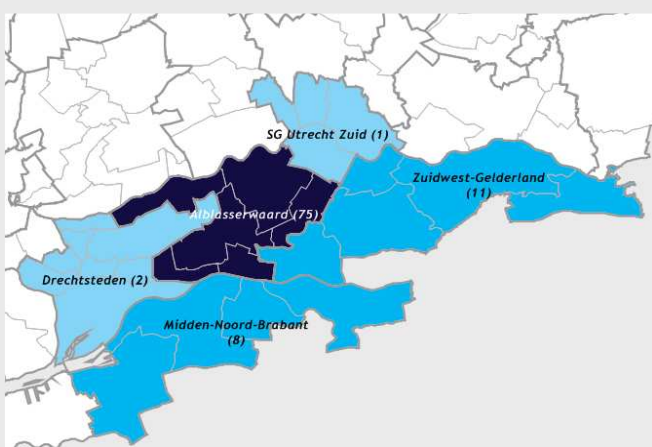 SG Utrecht Zuid (1)
Zuidwest-Gelderland
(11)
Alblasserwaard (75)
Drechtsteden (2)
Midden-Noord-Brabant
(8)